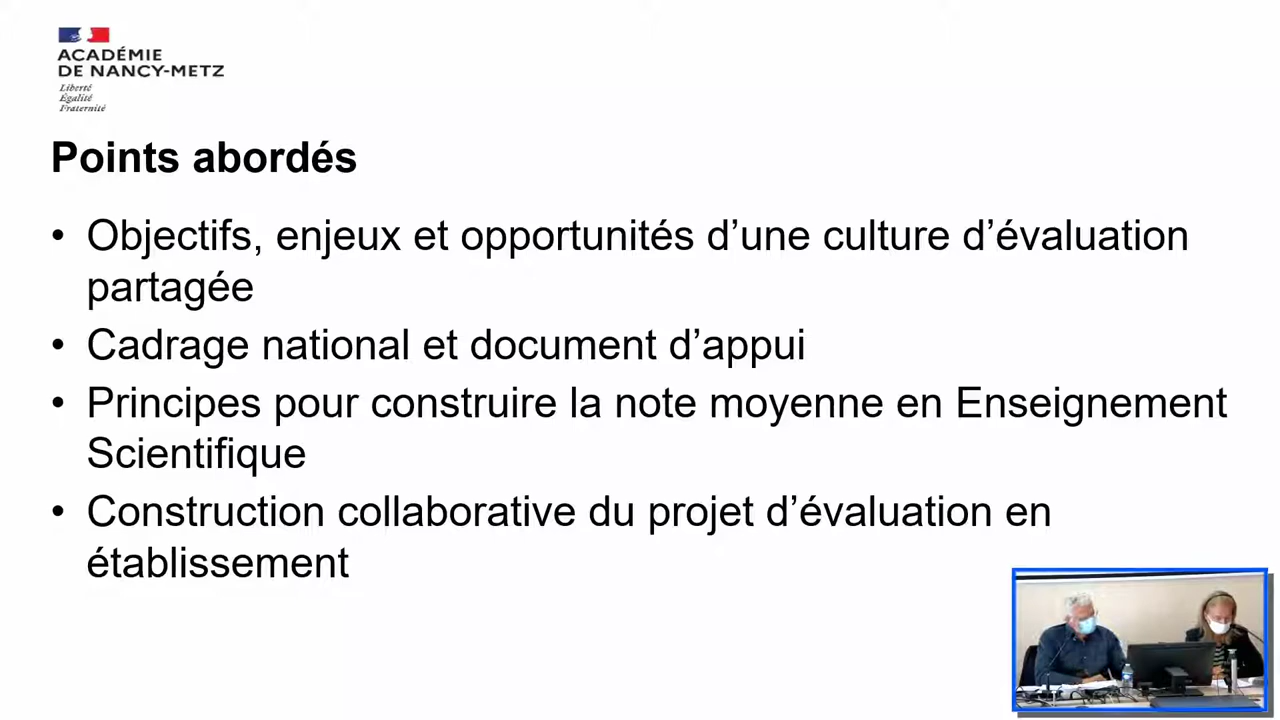 ACADÉMIE
DE NANCY-METZ
Liberté
Égalité
Fraternité
Points abordés
• Objectifs, enjeux et opportunités d’une culture d’évaluation
partagée
• Cadrage national et document d’appui
• Principes pour construire la note moyenne en Enseignement
Scientifique
• Construction collaborative du projet d’évaluation en
établissement